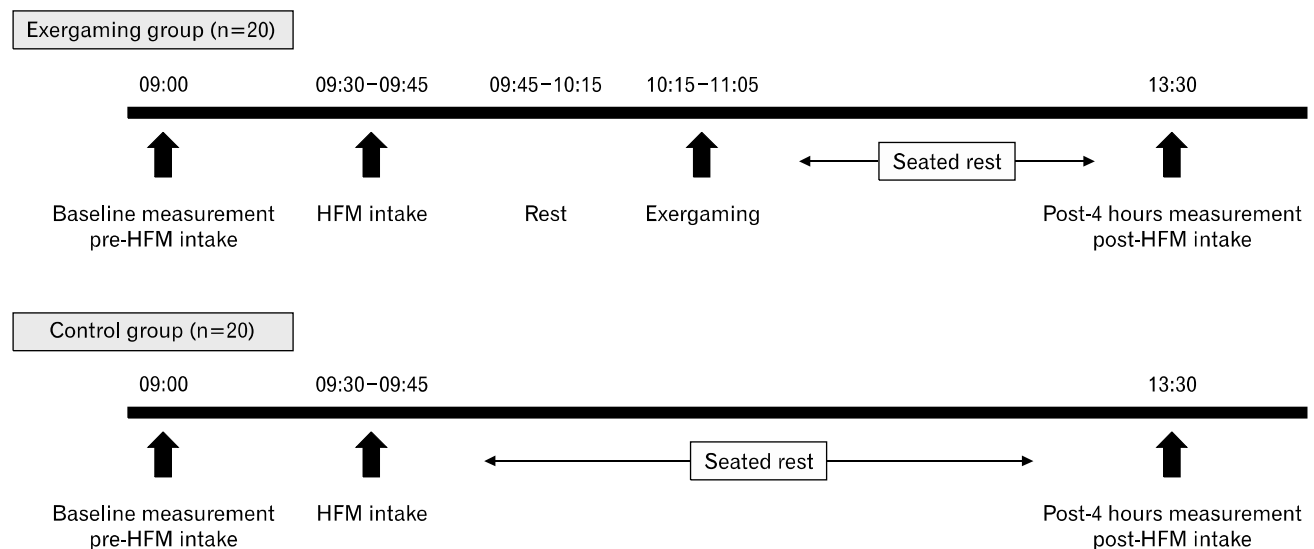 Exergaming group (n=20)
09:00 09:30–09:45 09:45–10:15 10:15–11:05 13:30
Seated rest
Baseline measurement HFM intake Rest Exergaming Post-4 hours measurement
pre-HFM intake post-HFM intake
Control group (n=20)
09:00 09:30–09:45 13:30
Seated rest
Baseline measurement HFM intake Post-4 hours measurement
pre-HFM intake post-HFM intake